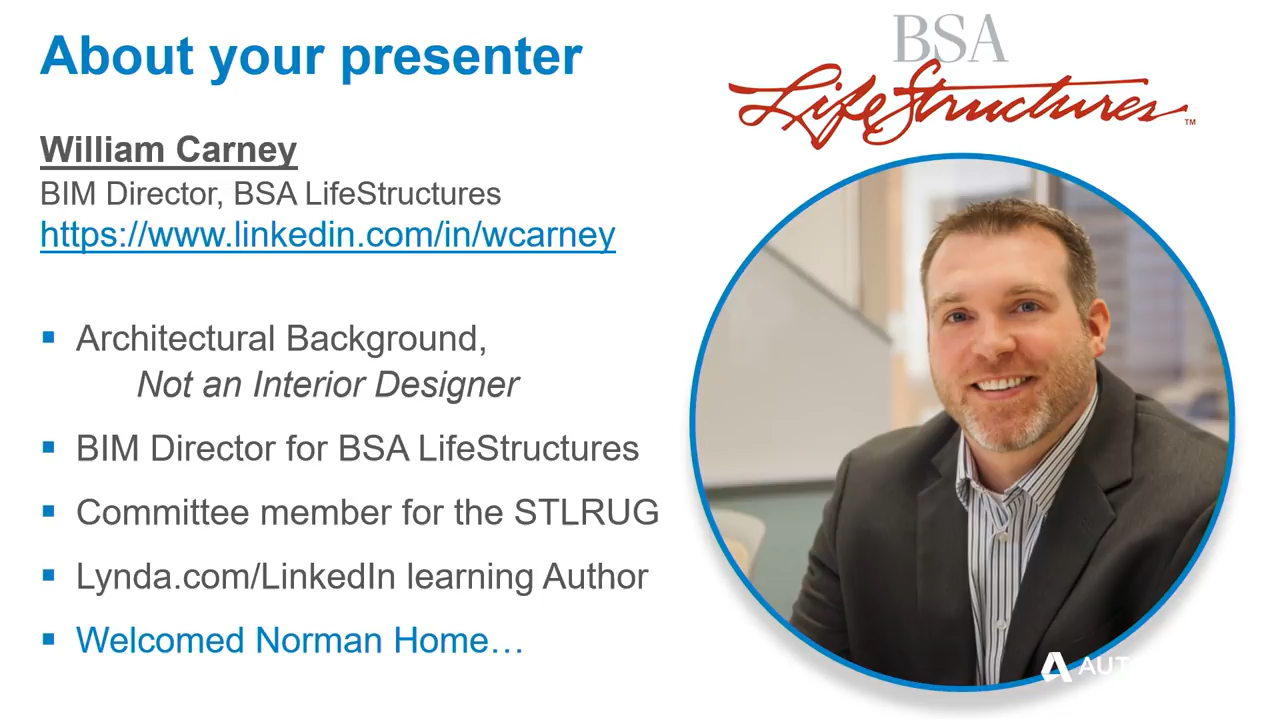 About your presenter
BSA
LifeStructures™
William Carney
BIM Director, BSA LifeStructures
https://www.linkedin.com/in/wcarney
Architectural Background,
Not an Interior Designer
BIM Director for BSA LifeStructures
Committee member for the STLRUG
Lynda.com/LinkedIn learning Author
Welcomed Norman Home…